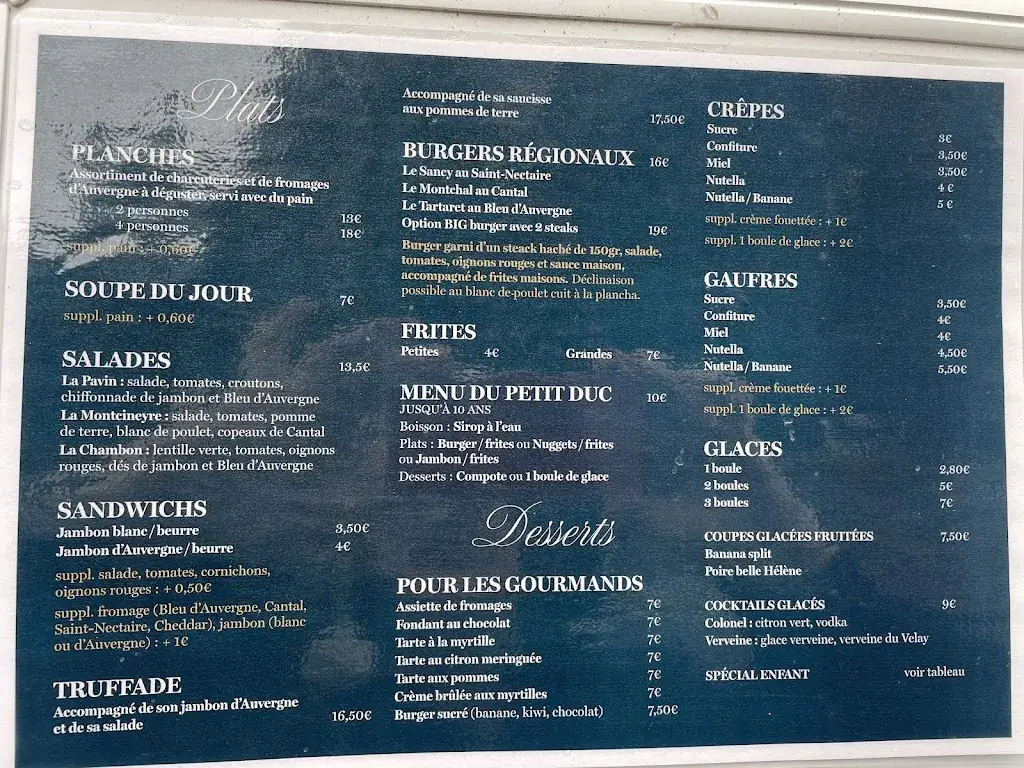 Plats
PLANCHES
Assortiment de charcuteries et de fromages
d'Auvergne à déguster, servi avec du pain
2 personnes 13€
4 personnes 18€
suppl. pain : + 0,60€
SOUPE DU JOUR 7€
suppl. pain : + 0,60€
SALADES 13,5€
La Pavin : salade, tomates, croutons,
chiffonnade de jambon et Bleu d'Auvergne
La Montcineyre : salade, tomates, pomme
de terre, blanc de poulet, copeaux de Cantal
La Chambon : lentille verte, tomates, oignons
rouges, dés de jambon et Bleu d'Auvergne
SANDWICHS
Jambon blanc / beurre 3,50€
Jambon d'Auvergne / beurre 4€
suppl. salade, tomates, cornichons,
oignons rouges : + 0,50€
suppl. fromage (Bleu d'Auvergne, Cantal,
Saint-Nectaire, Cheddar), jambon (blanc
ou d'Auvergne) : + 1€
TRUFFADE
Accompagné de son jambon d'Auvergne
et de sa salade 16,50€
Accompagné de sa saucisse
aux pommes de terre 17,50€
BURGERS RÉGIONAUX 16€
Le Sancy au Saint-Nectaire
Le Montchal au Cantal
Le Tartaret au Bleu d'Auvergne
Option BIG burger avec 2 steaks 19€
Burger garni d'un steack haché de 150gr, salade,
tomates, oignons rouges et sauce maison,
accompagné de frites maisons. Déclinaison
possible au blanc de poulet cuit à la plancha.
FRITES
Petites 4€ Grandes 7€
MENU DU PETIT DUC 10€
JUSQU'À 10 ANS
Boisson : Sirop à l'eau
Plats : Burger / frites ou Nuggets / frites
ou Jambon / frites
Desserts : Compote ou 1 boule de glace
Desserts
POUR LES GOURMANDS
Assiette de fromages 7€
Fondant au chocolat 7€
Tarte à la myrtille 7€
Tarte au citron meringuée 7€
Tarte aux pommes 7€
Crème brûlée aux myrtilles 7€
Burger sucré (banane, kiwi, chocolat) 7,50€
CRÊPES
Sucre 3€
Confiture 3,50€
Miel 3,50€
Nutella 4 €
Nutella / Banane 5 €
suppl. crème fouettée : + 1€
suppl. 1 boule de glace : + 2€
GAUFRES
Sucre 3,50€
Confiture 4€
Miel 4€
Nutella 4,50€
Nutella / Banane 5,50€
suppl. crème fouettée : + 1€
suppl. 1 boule de glace : + 2€
GLACES
1 boule 2,80€
2 boules 5€
3 boules 7€
COUPES GLACÉES FRUITÉES 7,50€
Banana split
Poire belle Hélène
COCKTAILS GLACÉS 9€
Colonel : citron vert, vodka
Verveine : glace verveine, verveine du Velay
SPÉCIAL ENFANT voir tableau